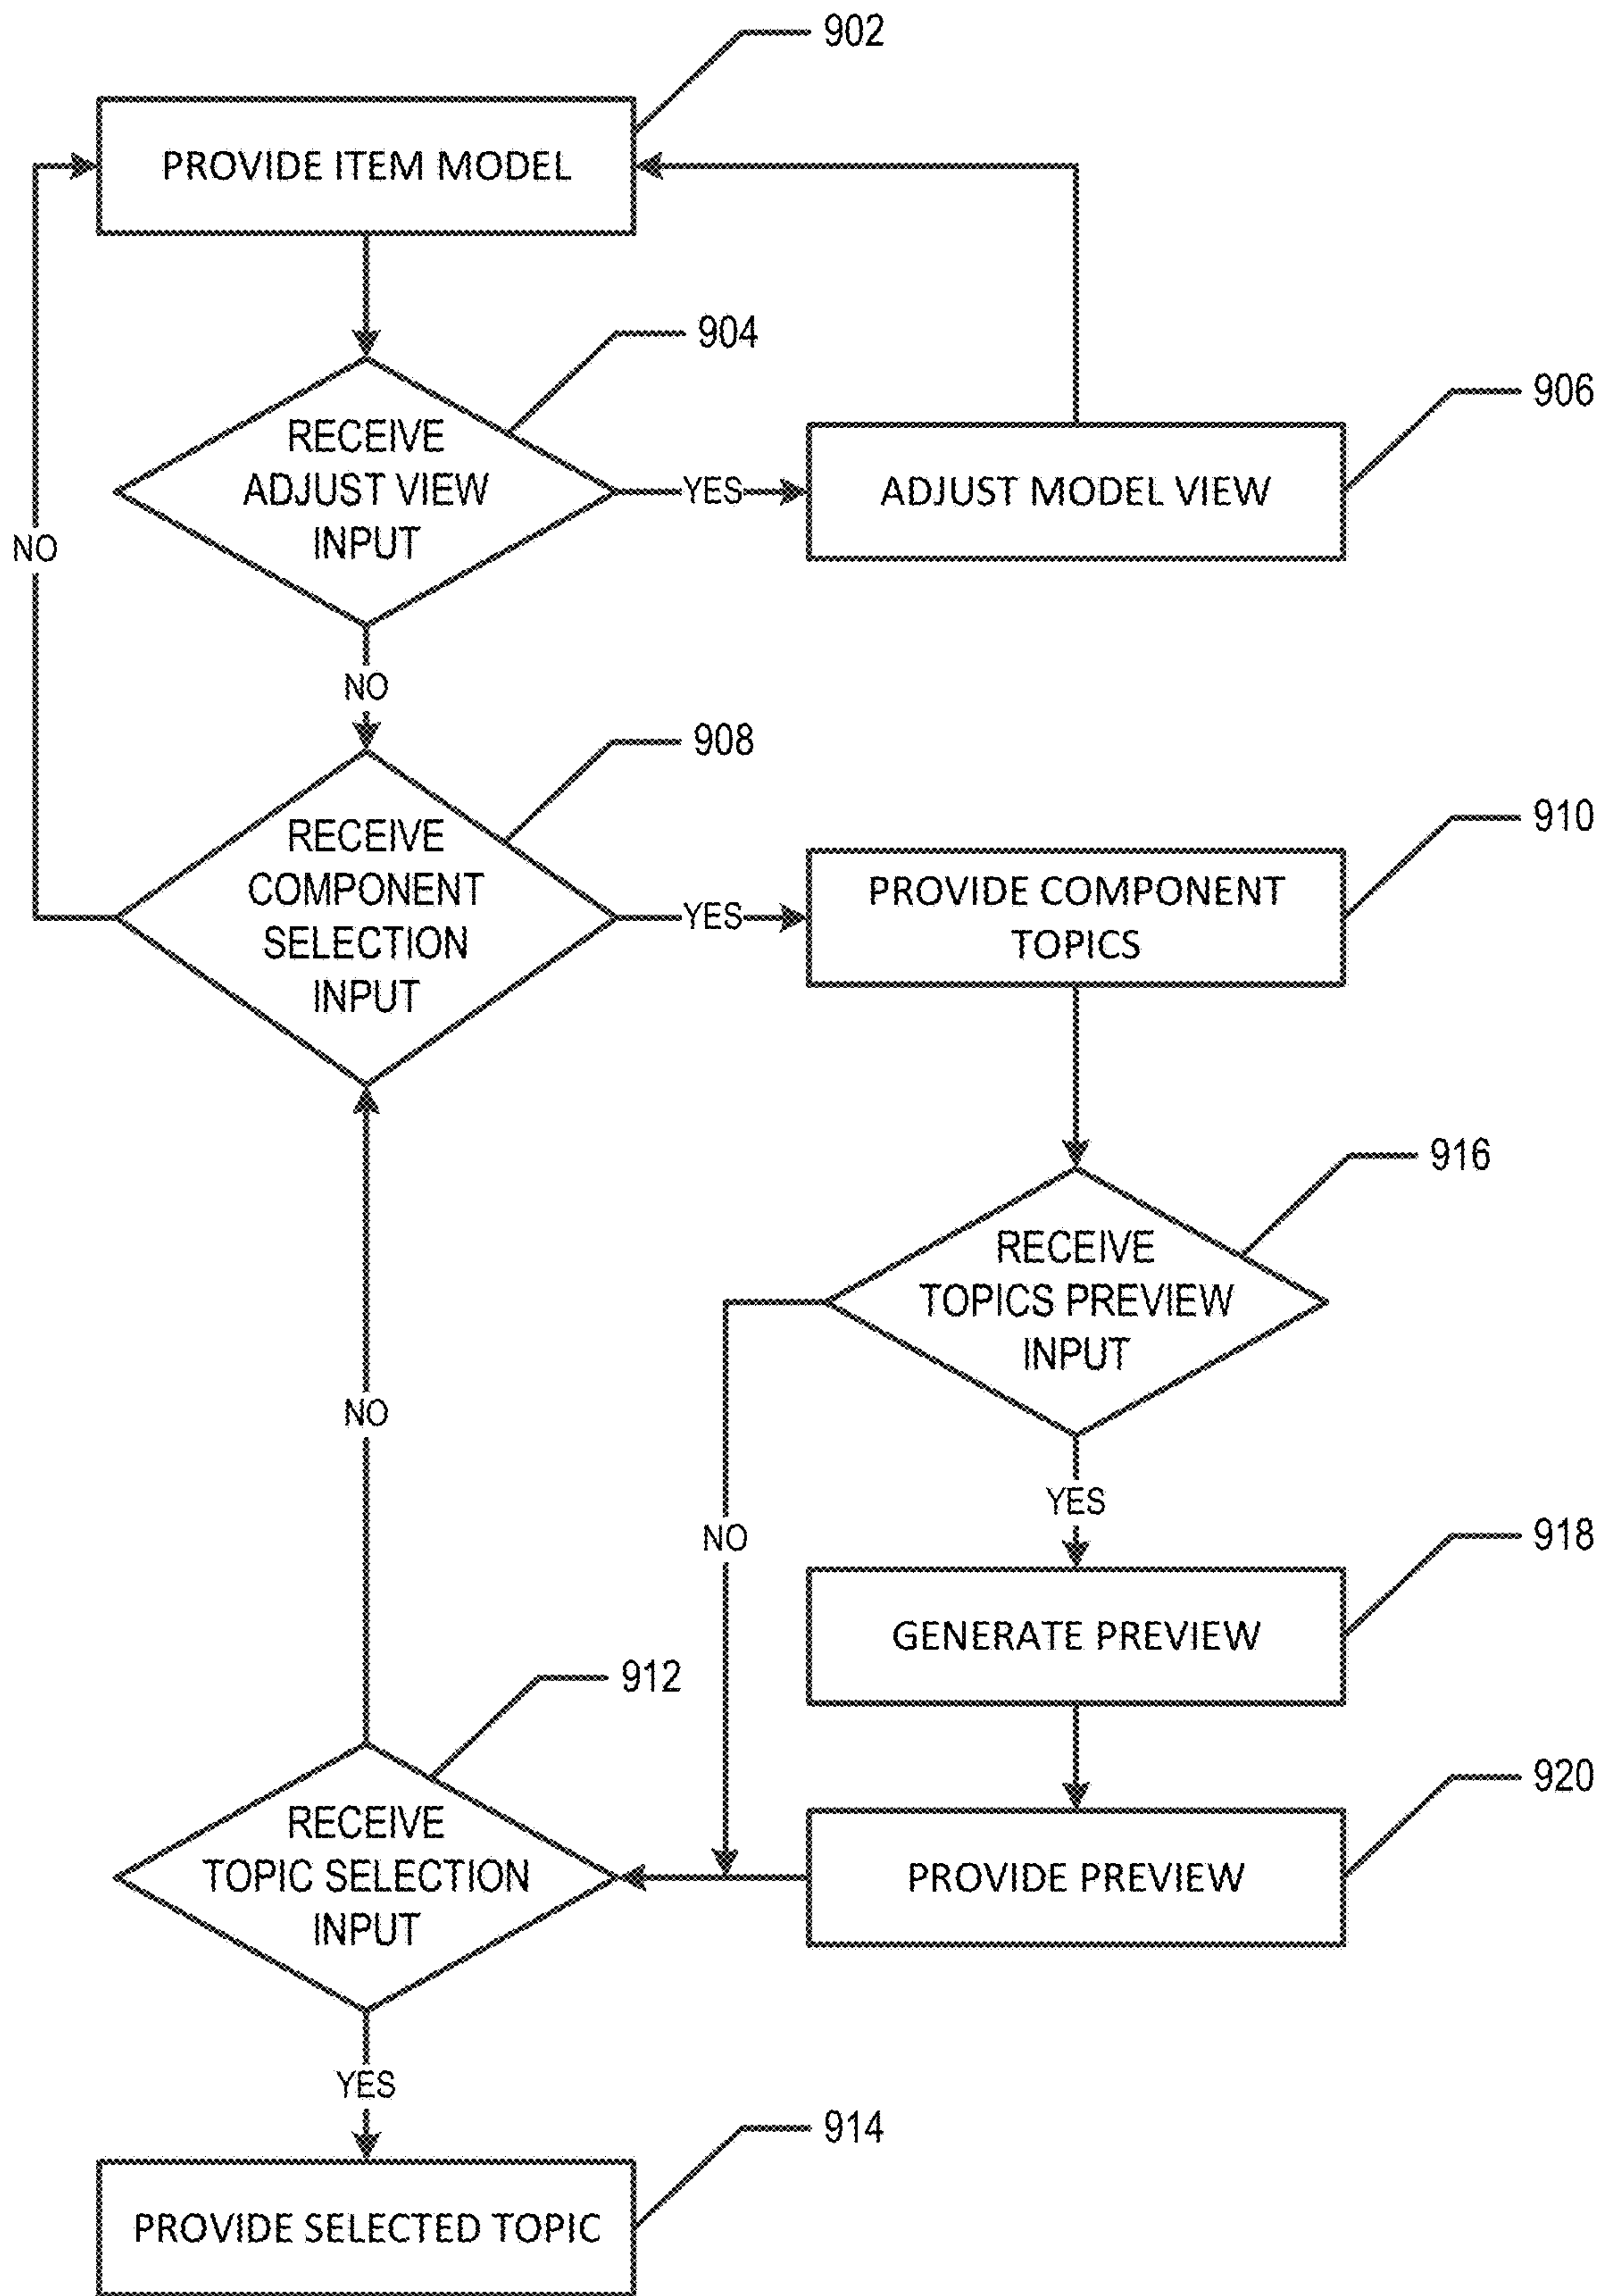 902
PROVIDE ITEM MODEL
904
RECEIVE
ADJUST VIEW
INPUT
YES
906
ADJUST MODEL VIEW
NO
NO
908
RECEIVE
COMPONENT
SELECTION
INPUT
YES
910
PROVIDE COMPONENT
TOPICS
916
RECEIVE
TOPICS PREVIEW
INPUT
NO
YES
NO
918
GENERATE PREVIEW
912
RECEIVE
TOPIC SELECTION
INPUT
920
PROVIDE PREVIEW
YES
914
PROVIDE SELECTED TOPIC